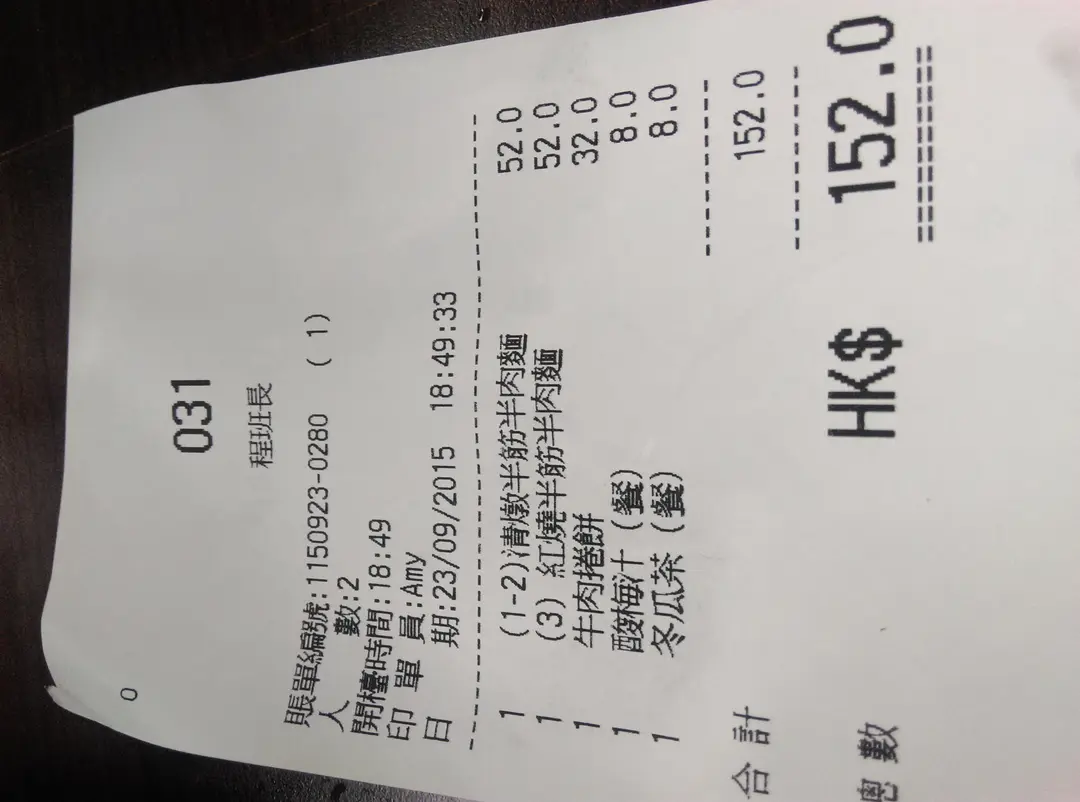 0
031
程班長
賬單編號:1150923-0280 ( 1)
人 數:2
開檯時間:18:49
印 單 員:Amy
日 期:23/09/2015 18:49:33
1 (1-2)清燉半筋半肉麵 52.0
1 (3) 紅燒半筋半肉麵 52.0
1 牛肉捲餅 32.0
1 酸梅汁 (餐) 8.0
1 冬瓜茶 (餐) 8.0
合計 152.0
總數 HK$ 152.0